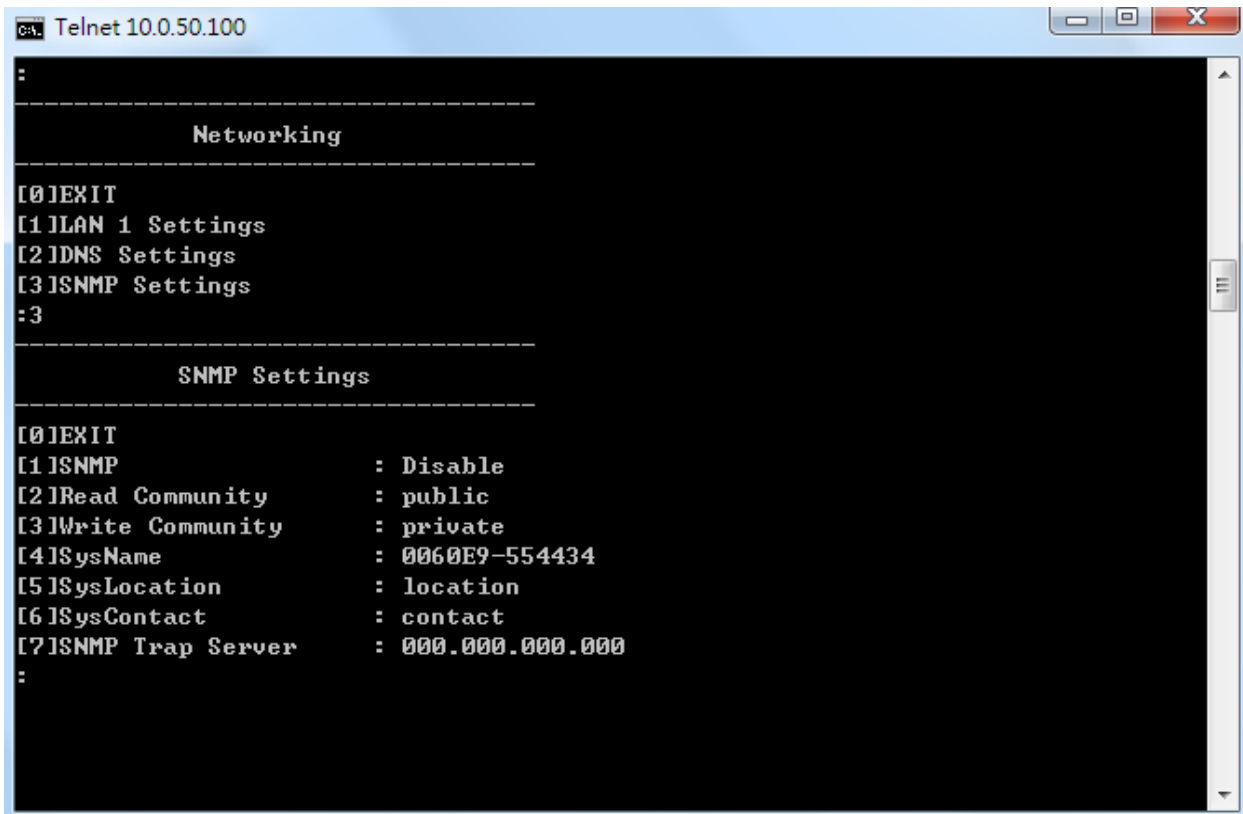 Telnet 10.0.50.100
:
-----------------------------------
Networking
-----------------------------------
[0]EXIT
[1]LAN 1 Settings
[2]DNS Settings
[3]SNMP Settings
:3
-----------------------------------
SNMP Settings
-----------------------------------
[0]EXIT
[1]SNMP : Disable
[2]Read Community : public
[3]Write Community : private
[4]SysName : 0060E9-554434
[5]SysLocation : location
[6]SysContact : contact
[7]SNMP Trap Server : 000.000.000.000
: